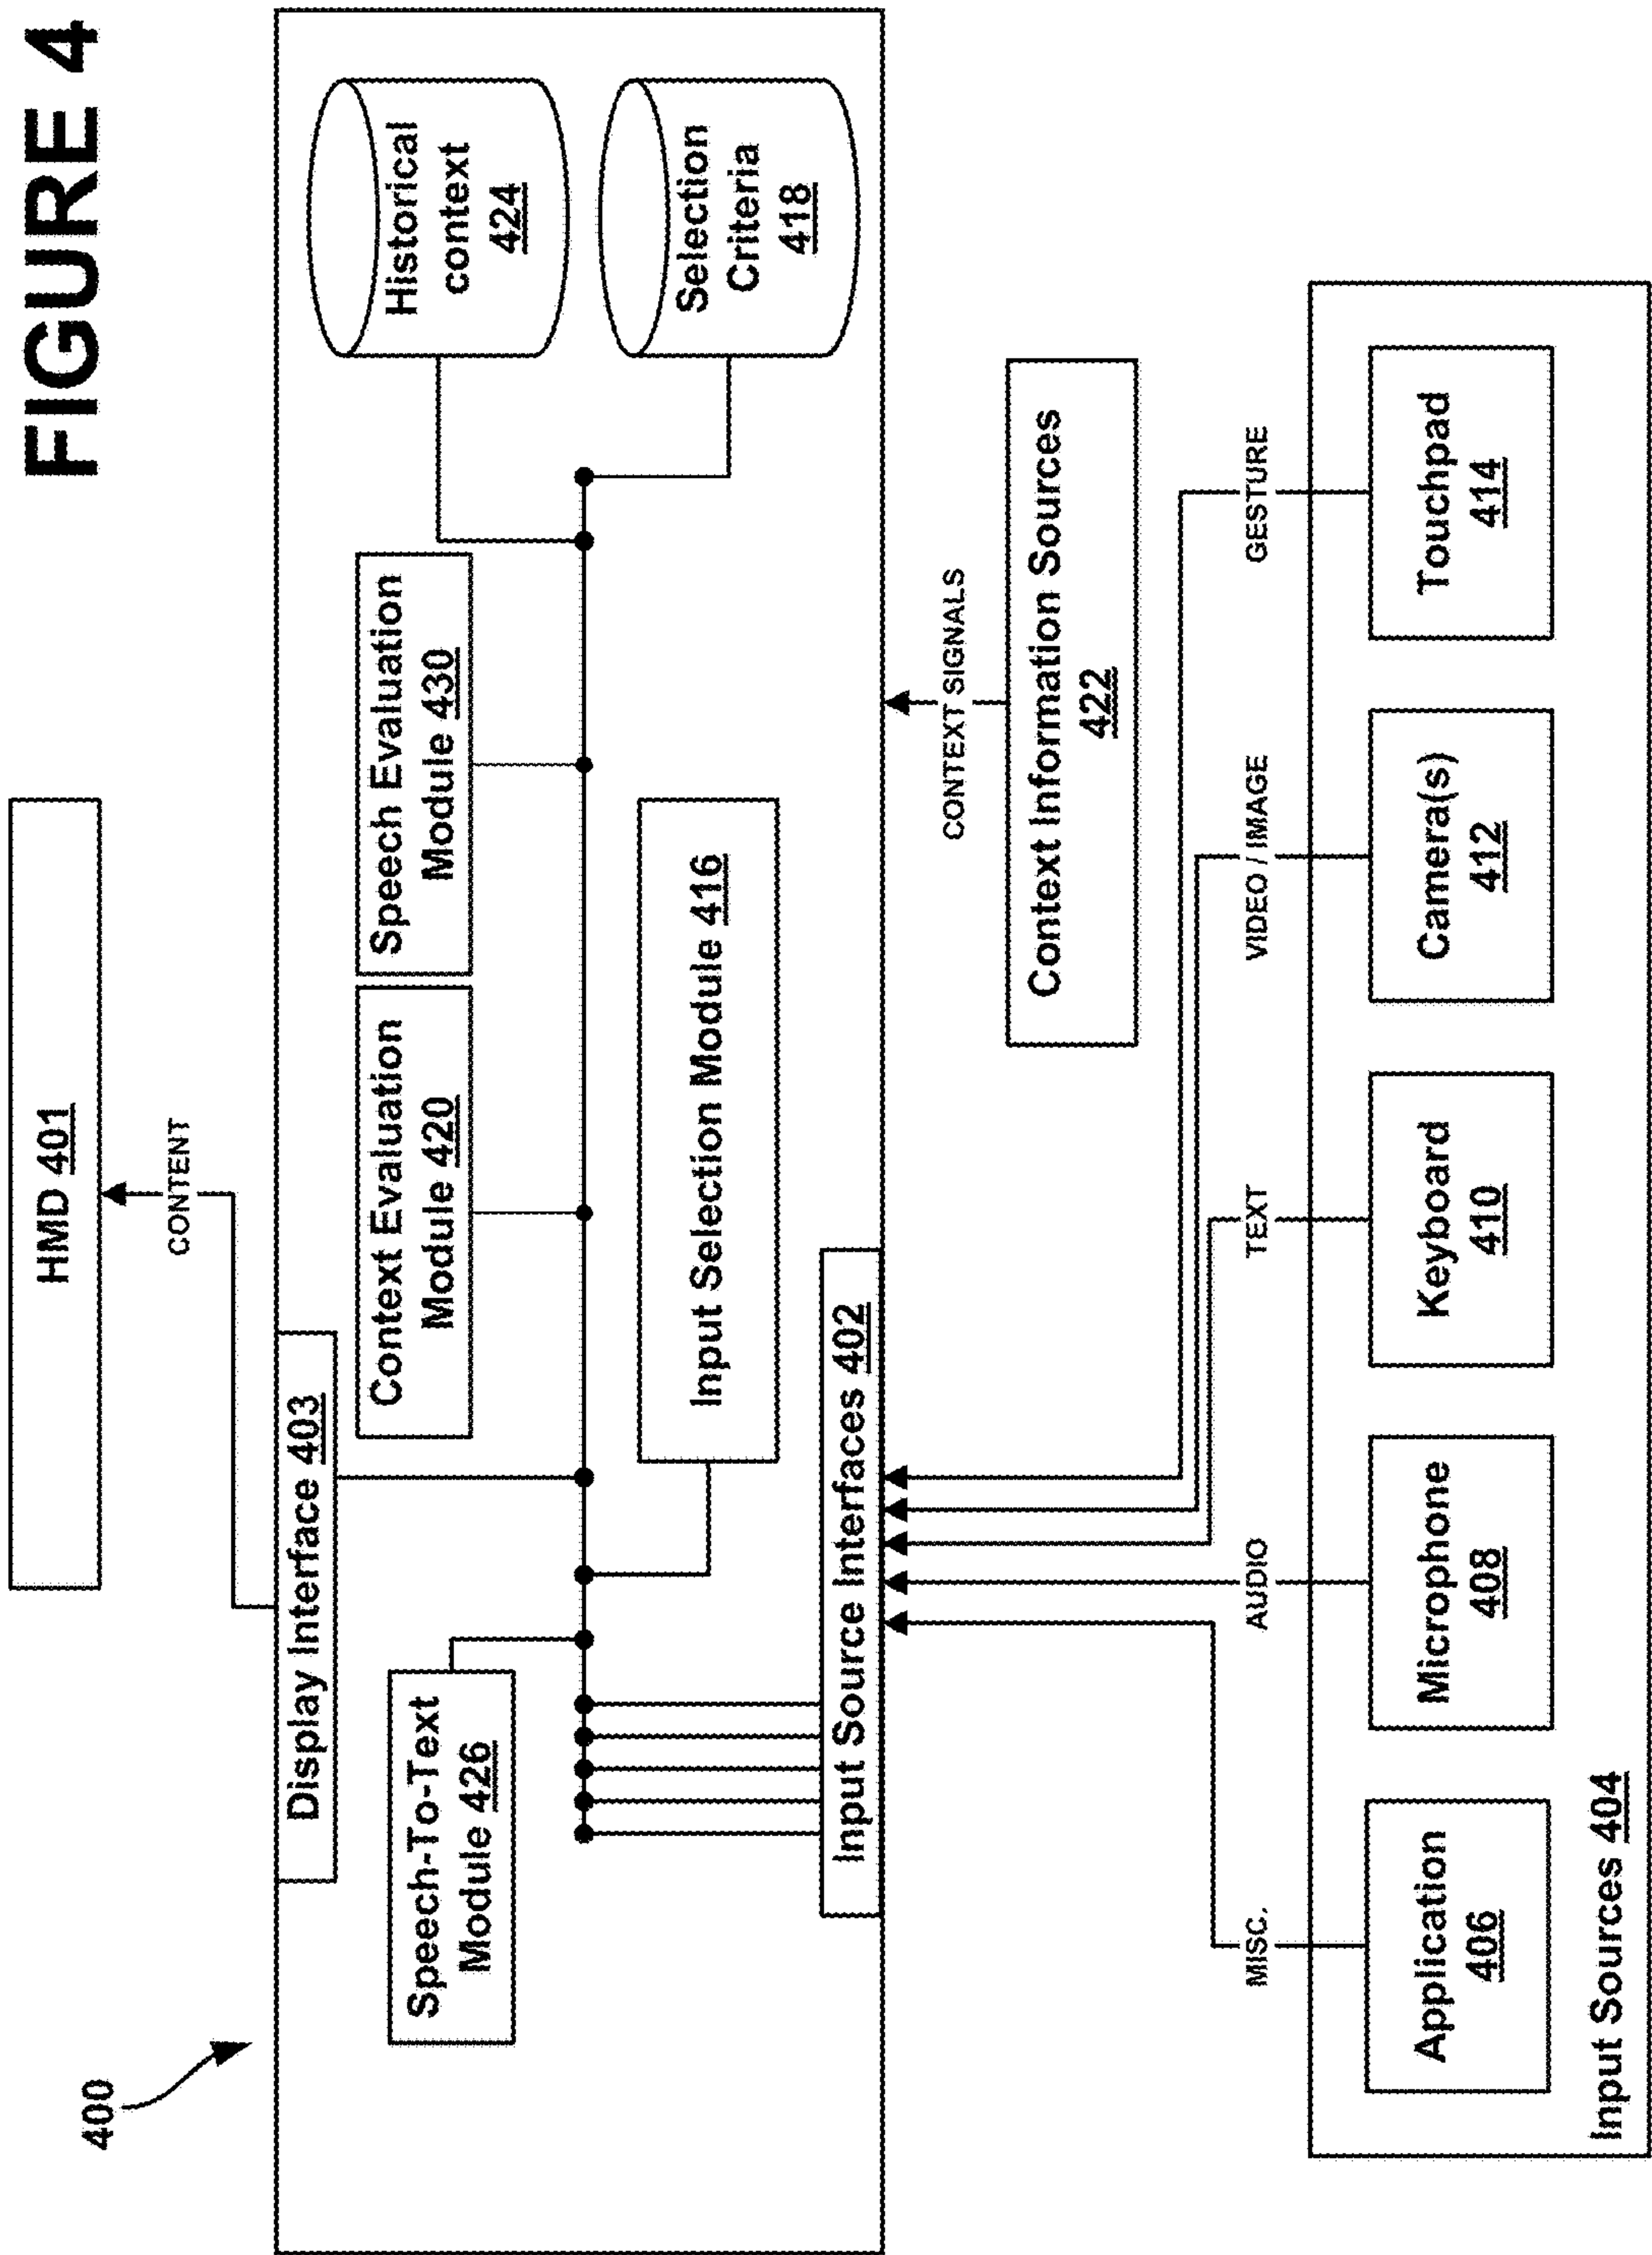 FIGURE 4
400
HMD 401
CONTENT
Display Interface 403
Speech-To-Text
Module 426
Context Evaluation
Module 420
Speech Evaluation
Module 430
Historical
context
424
Input Selection Module 416
Selection
Criteria
418
Input Source Interfaces 402
CONTEXT SIGNALS
Context Information Sources
422
MISC.
AUDIO
TEXT
VIDEO / IMAGE
GESTURE
Application
406
Microphone
408
Keyboard
410
Camera(s)
412
Touchpad
414
Input Sources 404